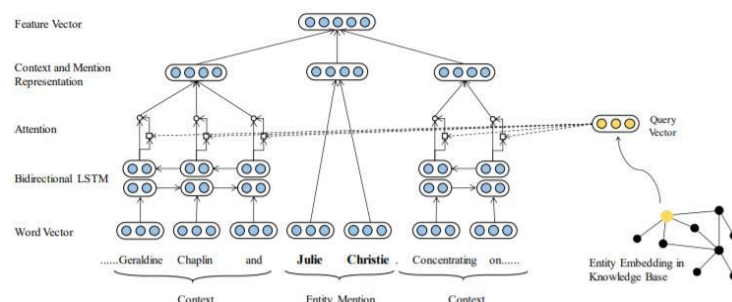 Feature Vector
Context and Mention
Representation
Attention
Query
Vector
Bidirectional LSTM
Word Vector
......Geraldine Chaplin and Julie Christie . Concentrating on......
Entity Embedding in
Knowledge Base
Context Entity Mention Context